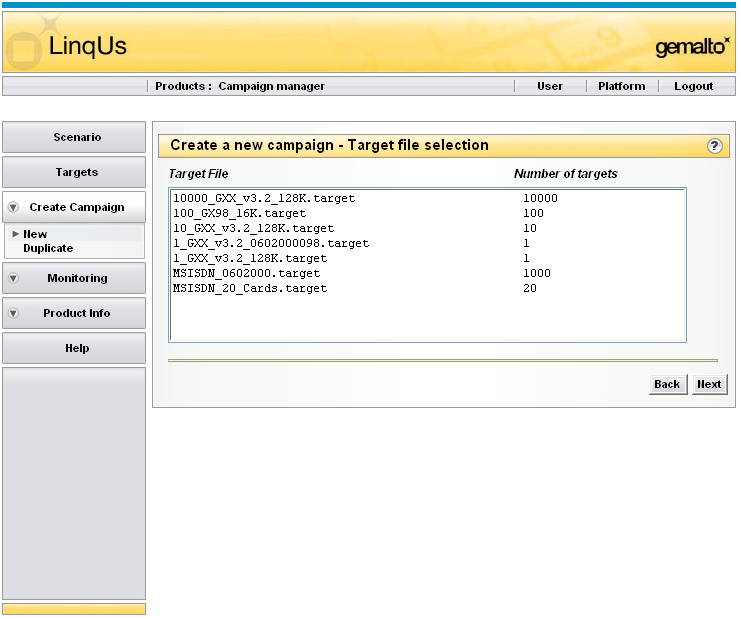 LinqUs
gemalto
Products : Campaign manager
User
Platform
Logout
Scenario
Targets
Create Campaign
New
Duplicate
Monitoring
Product Info
Help
Create a new campaign - Target file selection
?
Target File Number of targets
10000_GXX_v3.2_128K.target 10000
100_GX98_16K.target 100
10_GXX_v3.2_128K.target 10
1_GXX_v3.2_0602000098.target 1
1_GXX_v3.2_128K.target 1
MSISDN_0602000.target 1000
MSISDN_20_Cards.target 20
Back
Next